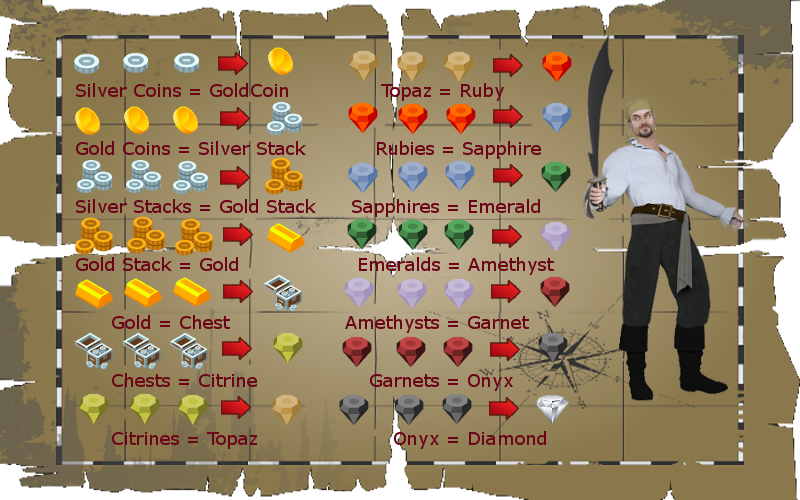 Silver Coins = GoldCoin
Gold Coins = Silver Stack
Silver Stacks = Gold Stack
Gold Stack = Gold
Gold = Chest
Chests = Citrine
Citrines = Topaz
Topaz = Ruby
Rubies = Sapphire
Sapphires = Emerald
Emeralds = Amethyst
Amethysts = Garnet
Garnets = Onyx
Onyx = Diamond